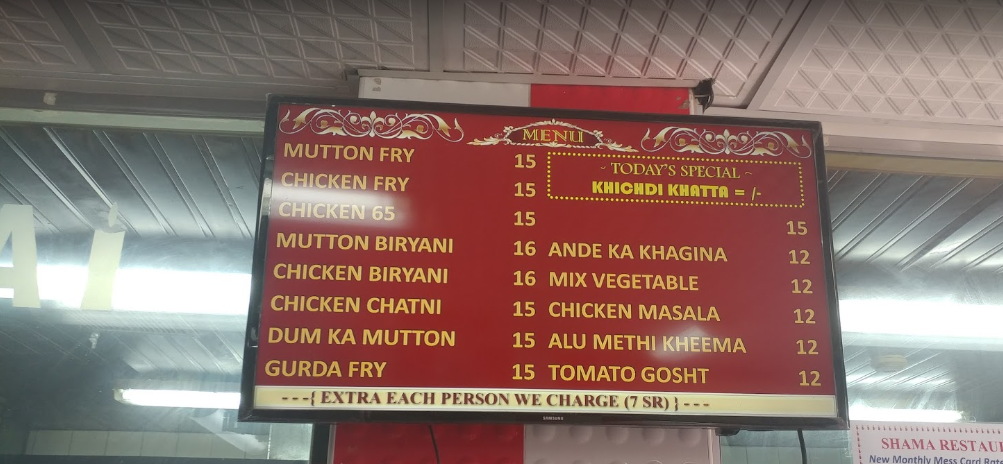 MENU
MUTTON FRY 15
CHICKEN FRY 15
CHICKEN 65 15
MUTTON BIRYANI 16
CHICKEN BIRYANI 16
CHICKEN CHATNI 15
DUM KA MUTTON 15
GURDA FRY 15
~ TODAY'S SPECIAL ~
KHICHDI KHATTA = /-
15
ANDE KA KHAGINA 12
MIX VEGETABLE 12
CHICKEN MASALA 12
ALU METHI KHEEMA 12
TOMATO GOSHT 12
---{ EXTRA EACH PERSON WE CHARGE (7 SR) }---
SAMSUNG
SHAMA
New Monthly Mess Card